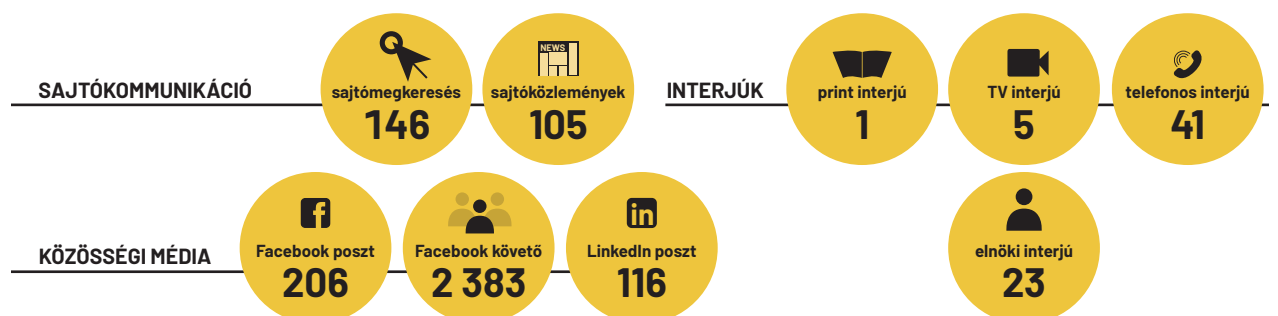 SAJTÓKOMMUNIKÁCIÓ
sajtómegkeresés
146
NEWS
sajtóközlemények
105
INTERJÚK
print interjú
1
TV interjú
5
telefonos interjú
41
elnöki interjú
23
KÖZÖSSÉGI MÉDIA
Facebook poszt
206
Facebook követő
2 383
in
LinkedIn poszt
116